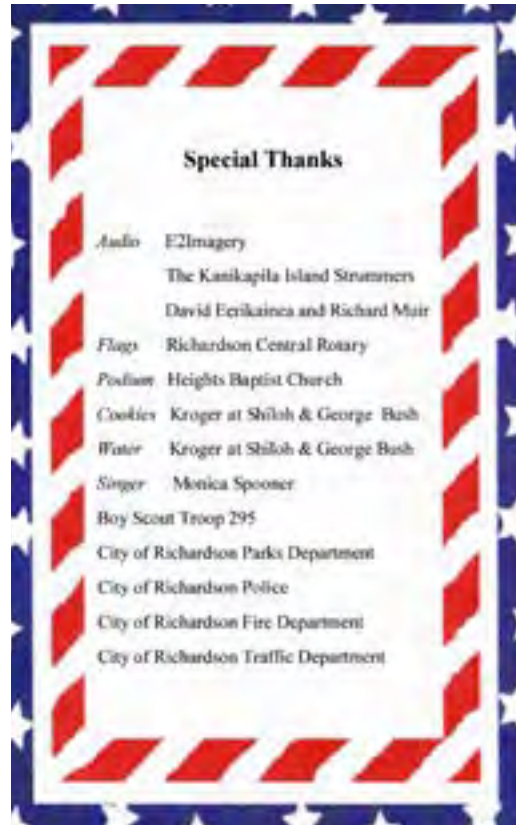 Special Thanks
Audio E2Imagery
The Kanikapila Island Strummers
David Eerikainea and Richard Muir
Flags Richardson Central Rotary
Podium Heights Baptist Church
Cookies Kroger at Shiloh & George Bush
Water Kroger at Shiloh & George Bush
Singer Monica Spooner
Boy Scout Troop 295
City of Richardson Parks Department
City of Richardson Police
City of Richardson Fire Department
City of Richardson Traffic Department